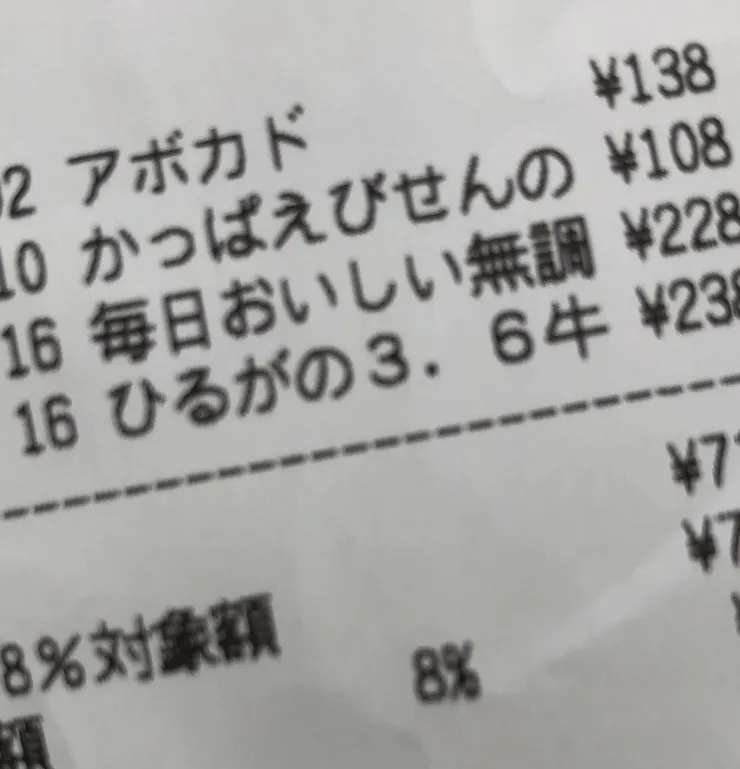 02 アボカド ¥138
10 かっぱえびせんの ¥108
16 毎日おいしい無調 ¥228
16 ひるがの3.6牛 ¥238
¥7
¥7
8%対象額
8%
額